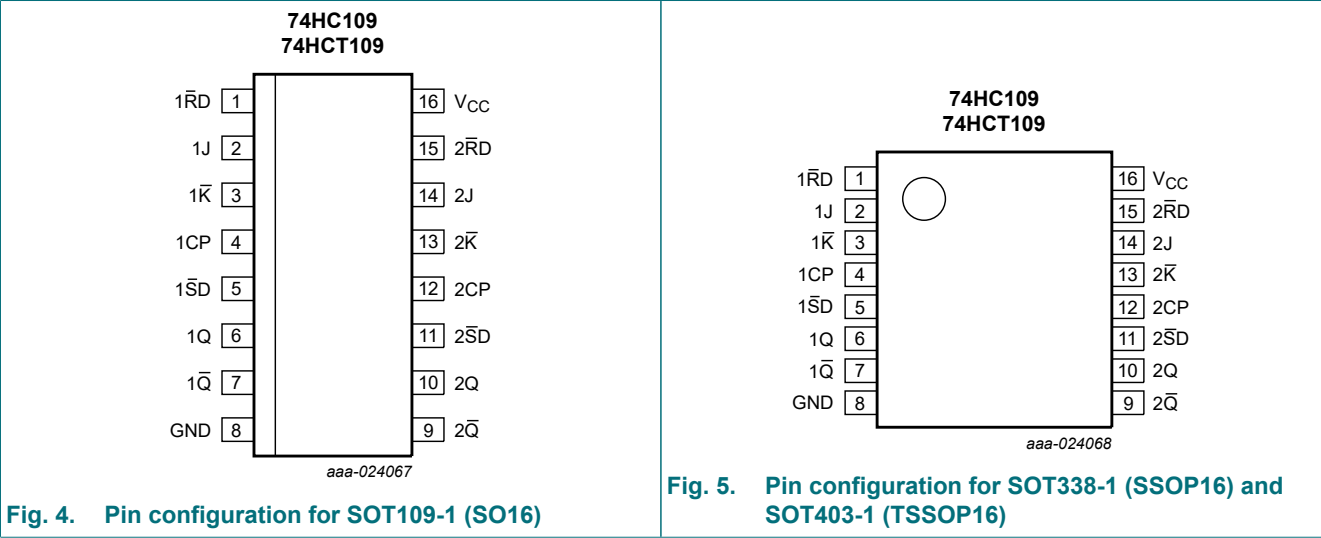 74HC109
74HCT109
1R̅D 1
16 VCC
1J 2
15 2R̅D
1K̅ 3
14 2J
1CP 4
13 2K̅
1S̅D 5
12 2CP
1Q 6
11 2S̅D
1Q̅ 7
10 2Q
GND 8
9 2Q̅
aaa-024067
Fig. 4. Pin configuration for SOT109-1 (SO16)
74HC109
74HCT109
1R̅D 1
16 VCC
1J 2
15 2R̅D
1K̅ 3
14 2J
1CP 4
13 2K̅
1S̅D 5
12 2CP
1Q 6
11 2S̅D
1Q̅ 7
10 2Q
GND 8
9 2Q̅
aaa-024068
Fig. 5. Pin configuration for SOT338-1 (SSOP16) and
SOT403-1 (TSSOP16)